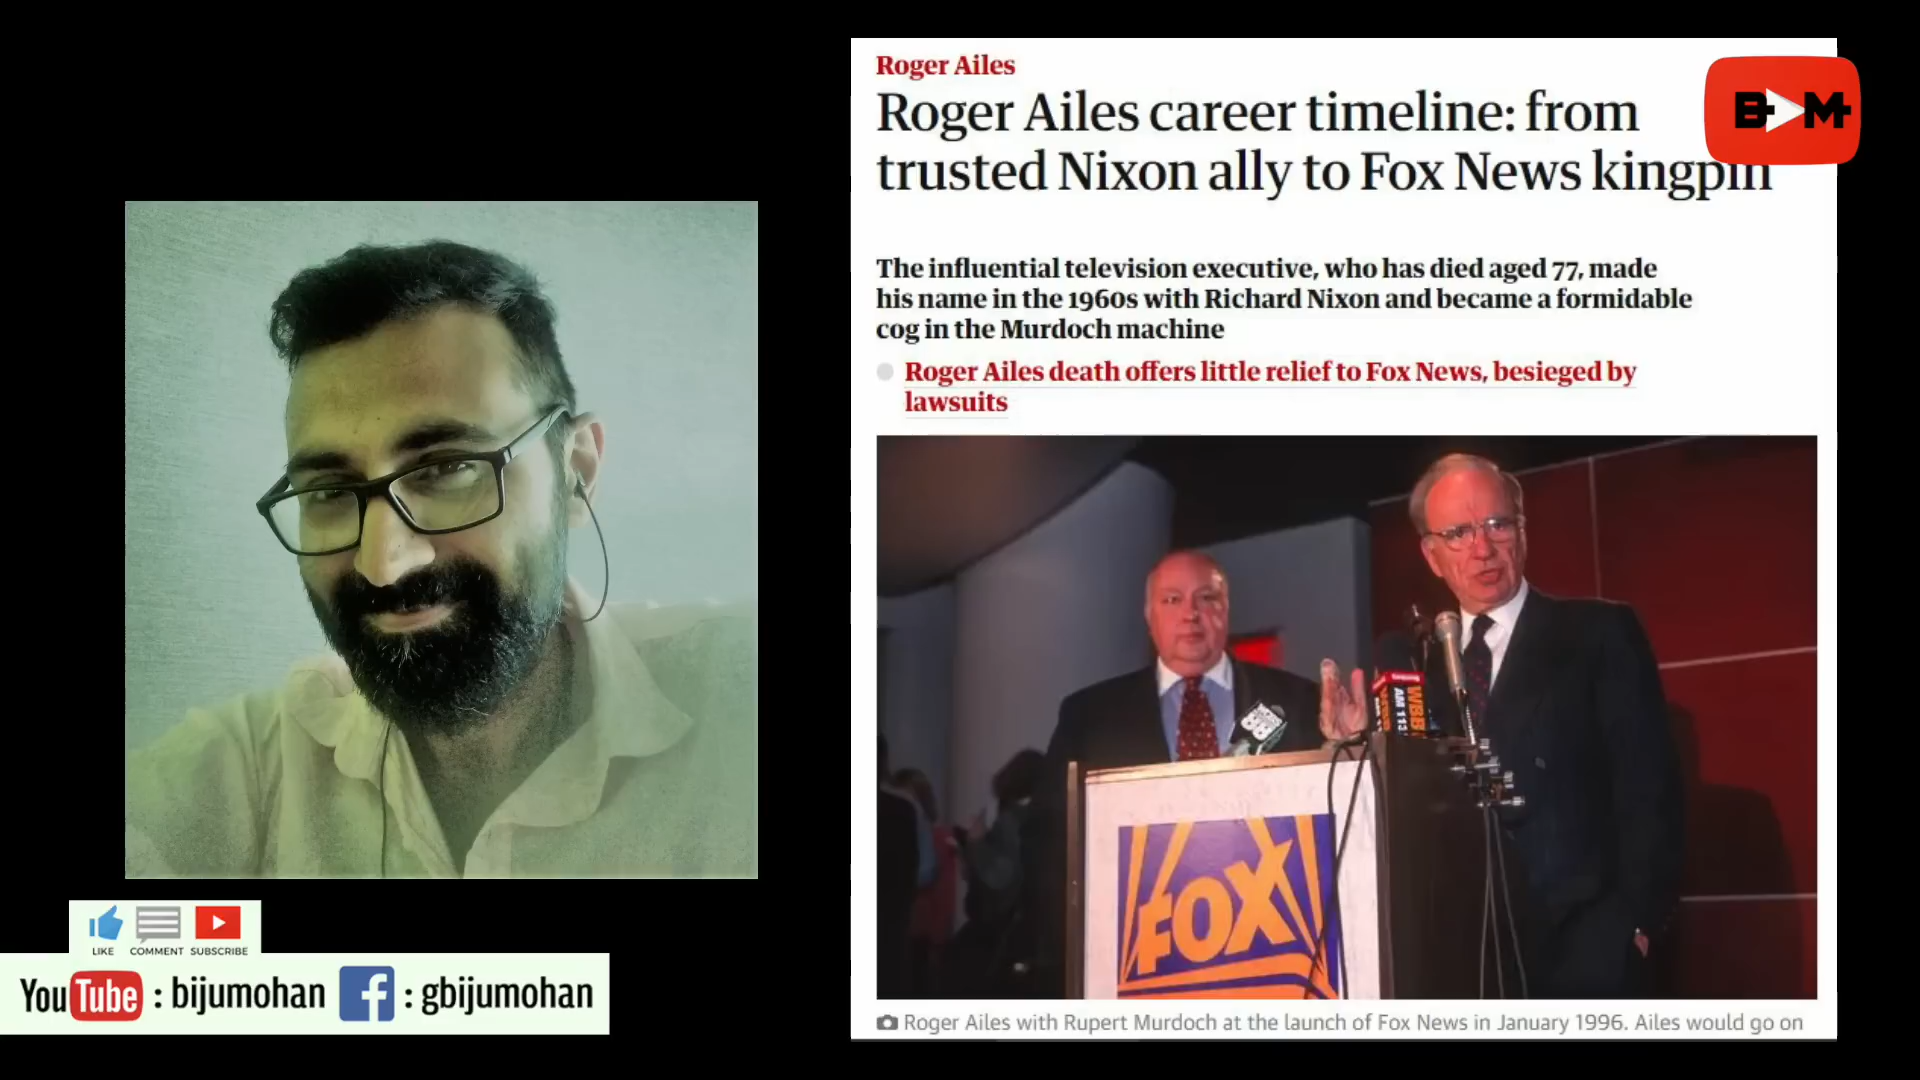 Roger Ailes
Roger Ailes career timeline: from
trusted Nixon ally to Fox News kingpin
The influential television executive, who has died aged 77, made
his name in the 1960s with Richard Nixon and became a formidable
cog in the Murdoch machine
Roger Ailes death offers little relief to Fox News, besieged by
lawsuits
B M
FOX
Roger Ailes with Rupert Murdoch at the launch of Fox News in January 1996. Ailes would go on
LIKE COMMENT SUBSCRIBE
YouTube : bijumohan f : gbijumohan